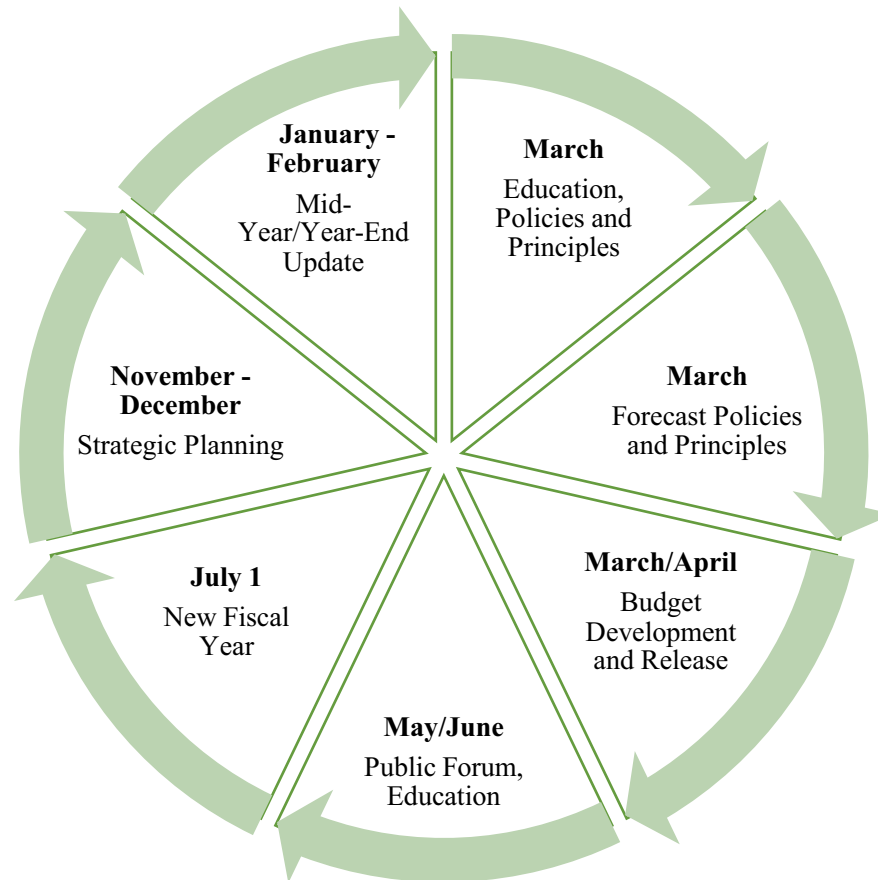 January -
February
Mid-
Year/Year-End
Update
March
Education,
Policies and
Principles
March
Forecast Policies
and Principles
March/April
Budget
Development
and Release
May/June
Public Forum,
Education
July 1
New Fiscal
Year
November -
December
Strategic Planning